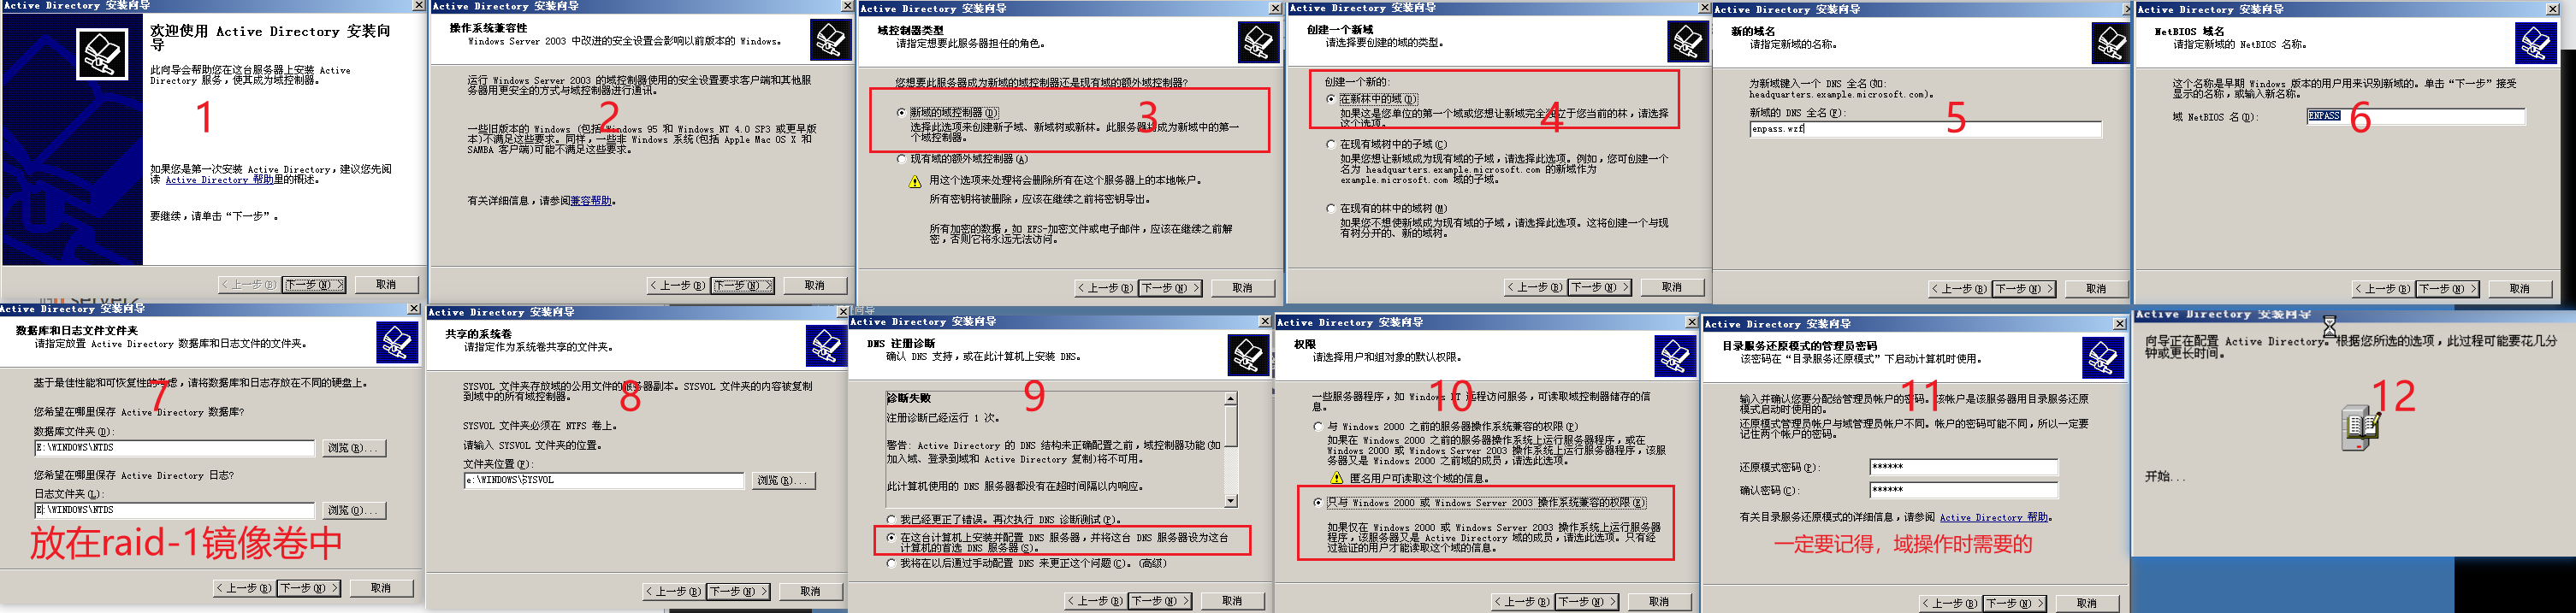 Active Directory 安装向导
欢迎使用 Active Directory 安装向
导
此向导会帮助您在这台服务器上安装 Active
Directory 服务，使其成为域控制器。
1
如果您是第一次安装 Active Directory，建议您先阅
读 Active Directory 帮助里的概述。
要继续，请单击“下一步”。
< 上一步(B)
下一步(N) >
取消
Active Directory 安装向导
操作系统兼容性
Windows Server 2003 中改进的安全设置会影响以前版本的 Windows。
运行 Windows Server 2003 的域控制器使用的安全设置要求客户端和其他服
务器用更安全的方式与域控制器进行通讯。
2
一些旧版本的 Windows (包括 Windows 95 和 Windows NT 4.0 SP3 或更早版
本)不满足这些要求。同样，一些非 Windows 系统(包括 Apple Mac OS X 和
SAMBA 客户端)可能不满足这些要求。
有关详细信息，请参阅兼容帮助。
< 上一步(B)
下一步(N) >
取消
Active Directory 安装向导
域控制器类型
请指定想要此服务器担任的角色。
您想要此服务器成为新域的域控制器还是现有域的额外域控制器?
新域的域控制器(D)
选择此选项来创建新子域、新域树或新林。此服务器将成为新域中的第一
个域控制器。
3
现有域的额外域控制器(A)
用这个选项来处理将会删除所有在这个服务器上的本地帐户。
所有密钥将被删除，应该在继续之前将密钥导出。
所有加密的数据，如 EFS-加密文件或电子邮件，应该在继续之前解
密，否则它将永远无法访问。
< 上一步(B)
下一步(N) >
取消
Active Directory 安装向导
创建一个新域
请选择要创建的域的类型。
创建一个新的:
在新林中的域(D)
如果这是您单位的第一个域或您想让新域完全独立于您当前的林，请选择
这个选项。
4
在现有域树中的子域(C)
如果您想让新域成为现有域的子域，请选择此选项。例如，您可创建一个
名为 headquarters.example.microsoft.com 的新域作为
example.microsoft.com 域的子域。
在现有的林中的域树(M)
如果您不想使新域成为现有域的子域，请选择此选项。这将创建一个与现
有树分开的、新的域树。
< 上一步(B)
下一步(N) >
取消
Active Directory 安装向导
新的域名
请指定新域的名称。
为新域键入一个 DNS 全名(如:
headquarters.example.microsoft.com)。
新域的 DNS 全名(F):
enpass.wzf
5
< 上一步(B)
下一步(N) >
取消
Active Directory 安装向导
NetBIOS 域名
请指定新域的 NetBIOS 名称。
这个名称是早期 Windows 版本的用户用来识别新域的。单击“下一步”接受
显示的名称，或输入新名称。
域 NetBIOS 名(D):
ENPASS
6
< 上一步(B)
下一步(N) >
取消
Active Directory 安装向导
数据库和日志文件文件夹
请指定放置 Active Directory 数据库和日志文件的文件夹。
基于最佳性能和可恢复性的考虑，请将数据库和日志存放在不同的硬盘上。
7
您希望在哪里保存 Active Directory 数据库?
数据库文件夹(D):
E:\WINDOWS\NTDS
浏览(R)...
您希望在哪里保存 Active Directory 日志?
日志文件夹(L):
E:\WINDOWS\NTDS
浏览(O)...
放在raid-1镜像卷中
< 上一步(B)
下一步(N) >
取消
Active Directory 安装向导
共享的系统卷
请指定作为系统卷共享的文件夹。
SYSVOL 文件夹存放域的公用文件的服务器副本。SYSVOL 文件夹的内容被复制
到域中的所有域控制器。
8
SYSVOL 文件夹必须在 NTFS 卷上。
请输入 SYSVOL 文件夹的位置。
文件夹位置(F):
e:\WINDOWS\SYSVOL
浏览(R)...
< 上一步(B)
下一步(N) >
取消
Active Directory 安装向导
DNS 注册诊断
确认 DNS 支持，或在此计算机上安装 DNS。
诊断失败
9
注册诊断已经运行 1 次。
警告: Active Directory 的 DNS 结构未正确配置之前，域控制器功能(如
加入域、登录到域和 Active Directory 复制)将不可用。
此计算机使用的 DNS 服务器都没有在超时间隔以内响应。
我已经更正了错误。再次执行 DNS 诊断测试(P)。
在这台计算机上安装并配置 DNS 服务器，并将这台 DNS 服务器设为这台
计算机的首选 DNS 服务器(S)。
我将在以后通过手动配置 DNS 来更正这个问题(C)。(高级)
< 上一步(B)
下一步(N) >
取消
Active Directory 安装向导
权限
请选择用户和组对象的默认权限。
一些服务器程序，如 Windows NT 远程访问服务，可读取域控制器储存的信
息。
10
与 Windows 2000 之前的服务器操作系统兼容的权限(P)
如果在 Windows 2000 之前的服务器操作系统上运行服务器程序，或在
Windows 2000 或 Windows Server 2003 操作系统上运行服务器程序，该服
务器又是 Windows 2000 之前域的成员，请选此选项。
匿名用户可读取这个域的信息。
只与 Windows 2000 或 Windows Server 2003 操作系统兼容的权限(E)
如果仅在 Windows 2000 或 Windows Server 2003 操作系统上运行服务器
程序，该服务器又是 Active Directory 域的成员，请选此选项。只有经
过验证的用户才能读取这个域的信息。
< 上一步(B)
下一步(N) >
取消
Active Directory 安装向导
目录服务还原模式的管理员密码
该密码在“目录服务还原模式”下启动计算机时使用。
输入并确认您要分配给管理员帐户的密码。该帐户是该服务器用目录服务还原
模式启动时使用的。
11
还原模式管理员帐户与域管理员帐户不同。帐户的密码可能不同，所以一定要
记住两个帐户的密码。
还原模式密码(P):
******
确认密码(C):
******
有关目录服务还原模式的详细信息，请参阅 Active Directory 帮助。
一定要记得，域操作时需要的
< 上一步(B)
下一步(N) >
取消
Active Directory 安装向导
向导正在配置 Active Directory。根据您所选的选项，此过程可能要花几分
钟或更长时间。
12
开始...